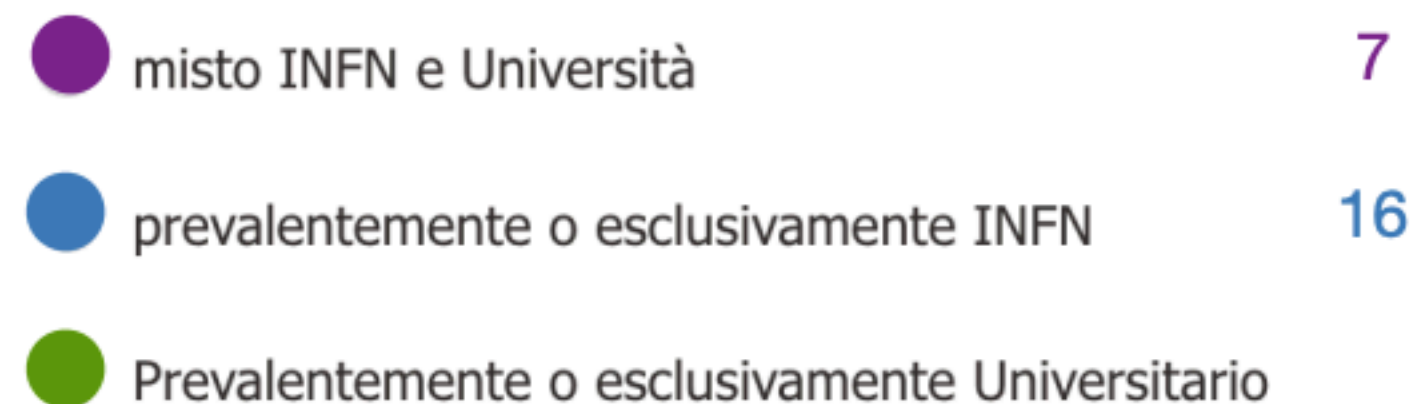 misto INFN e Università 7
prevalentemente o esclusivamente INFN 16
Prevalentemente o esclusivamente Universitario